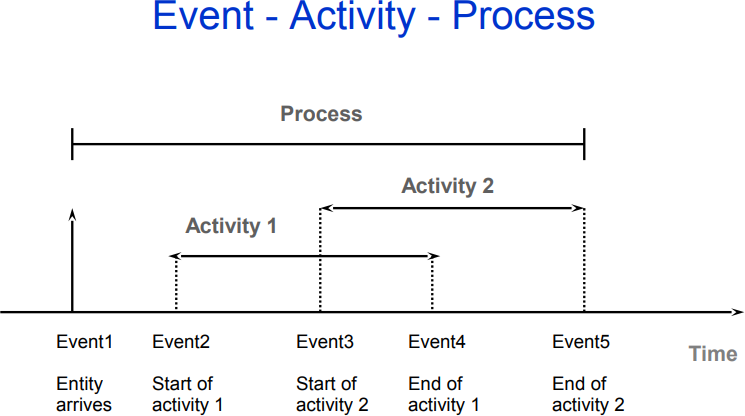 Event - Activity - Process
Process
Activity 2
Activity 1
Event1 Event2 Event3 Event4 Event5
Time
Entity Start of Start of End of End of
arrives activity 1 activity 2 of activity 1 activity 2